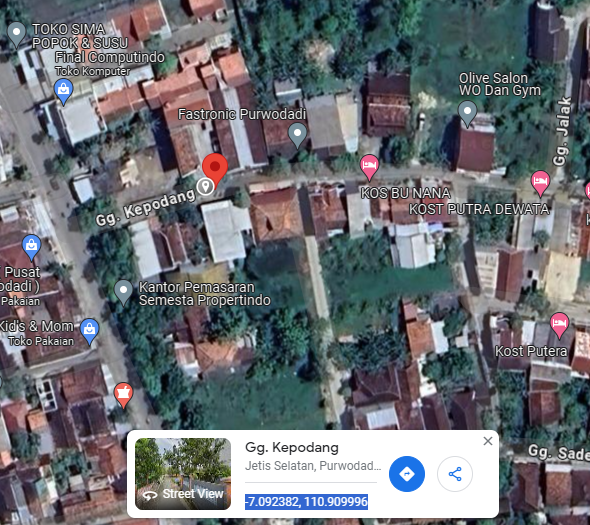 TOKO SIMA
POPOK & SUSU
Final Computindo
Toko Komputer
Olive Salon
WO Dan Gym
Fastronic Purwodadi
Gg. Jalak
KOS BU NANA
Gg. Kepodang
KOST PUTRA DEWATA
Pusat
odadi )
Pakaian
Kantor Pemasaran
Semesta Propertindo
Kid's & Mom
Toko Pakaian
Kost Putera
Gg. Sade
Gg. Kepodang
Jetis Selatan, Purwodad...
Street View
-7.092382, 110.909996